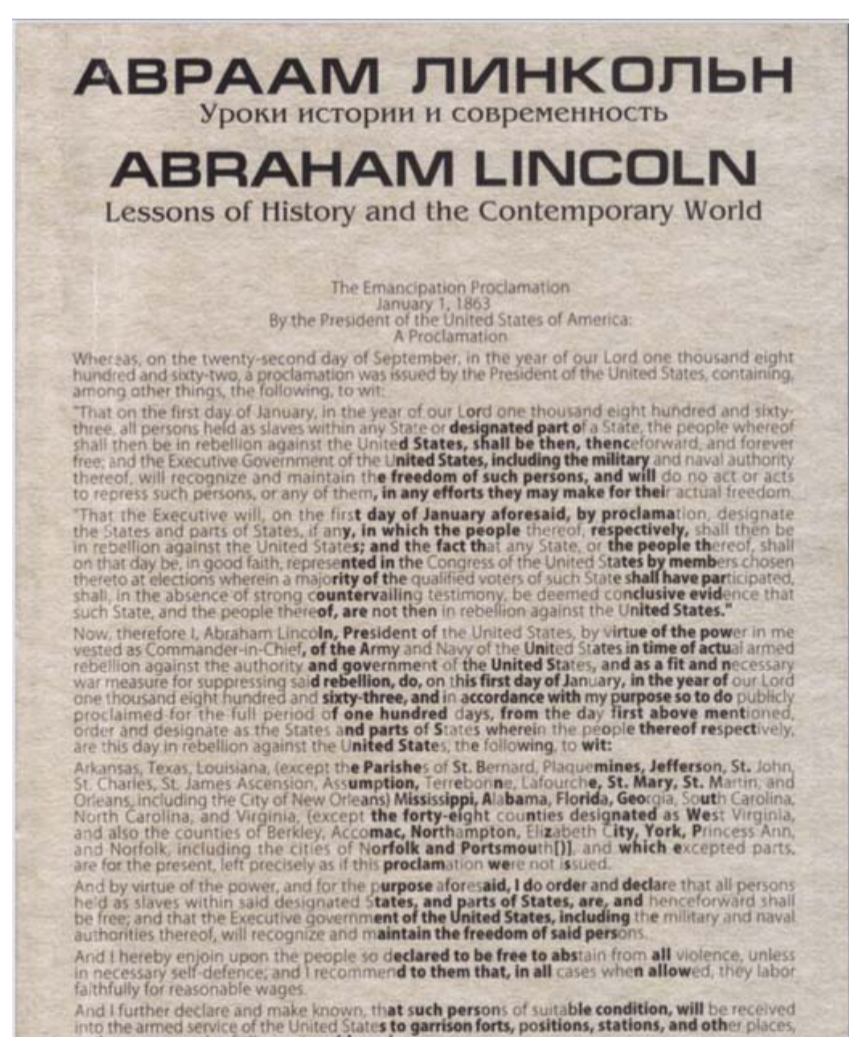 АВРААМ ЛИНКОЛЬН
Уроки истории и современность
ABRAHAM LINCOLN
Lessons of History and the Contemporary World
The Emancipation Proclamation
January 1, 1863
By the President of the United States of America:
A Proclamation
Whereas, on the twenty-second day of September, in the year of our Lord one thousand eight
hundred and sixty-two, a proclamation was issued by the President of the United States, containing,
among other things, the following, to wit:
"That on the first day of January, in the year of our Lord one thousand eight hundred and sixty-
three, all persons held as slaves within any State or designated part of a State, the people whereof
shall then be in rebellion against the United States, shall be then, thenceforward, and forever
free; and the Executive Government of the United States, including the military and naval authority
thereof, will recognize and maintain the freedom of such persons, and will do no act or acts
to repress such persons, or any of them, in any efforts they may make for their actual freedom.
"That the Executive will, on the first day of January aforesaid, by proclamation, designate
the States and parts of States, if any, in which the people thereof, respectively, shall then be
in rebellion against the United States; and the fact that any State, or the people thereof, shall
on that day be, in good faith, represented in the Congress of the United States by members chosen
thereto at elections wherein a majority of the qualified voters of such State shall have participated,
shall, in the absence of strong countervailing testimony, be deemed conclusive evidence that
such State, and the people thereof, are not then in rebellion against the United States."
Now, therefore I, Abraham Lincoln, President of the United States, by virtue of the power in me
vested as Commander-in-Chief, of the Army and Navy of the United States in time of actual armed
rebellion against the authority and government of the United States, and as a fit and necessary
war measure for suppressing said rebellion, do, on this first day of January, in the year of our Lord
one thousand eight hundred and sixty-three, and in accordance with my purpose so to do publicly
proclaimed for the full period of one hundred days, from the day first above mentioned,
order and designate as the States and parts of States wherein the people thereof respectively,
are this day in rebellion against the United States, the following, to wit:
Arkansas, Texas, Louisiana, (except the Parishes of St. Bernard, Plaquemines, Jefferson, St. John,
St. Charles, St. James Ascension, Assumption, Terrebonne, Lafourche, St. Mary, St. Martin, and
Orleans, including the City of New Orleans) Mississippi, Alabama, Florida, Georgia, South Carolina,
North Carolina, and Virginia, (except the forty-eight counties designated as West Virginia,
and also the counties of Berkley, Accomac, Northampton, Elizabeth City, York, Princess Ann,
and Norfolk, including the cities of Norfolk and Portsmouth[)], and which excepted parts,
are for the present, left precisely as if this proclamation were not issued.
And by virtue of the power, and for the purpose aforesaid, I do order and declare that all persons
held as slaves within said designated States, and parts of States, are, and henceforward shall
be free; and that the Executive government of the United States, including the military and naval
authorities thereof, will recognize and maintain the freedom of said persons.
And I hereby enjoin upon the people so declared to be free to abstain from all violence, unless
in necessary self-defence; and I recommend to them that, in all cases when allowed, they labor
faithfully for reasonable wages.
And I further declare and make known, that such persons of suitable condition, will be received
into the armed service of the United States to garrison forts, positions, stations, and other places,